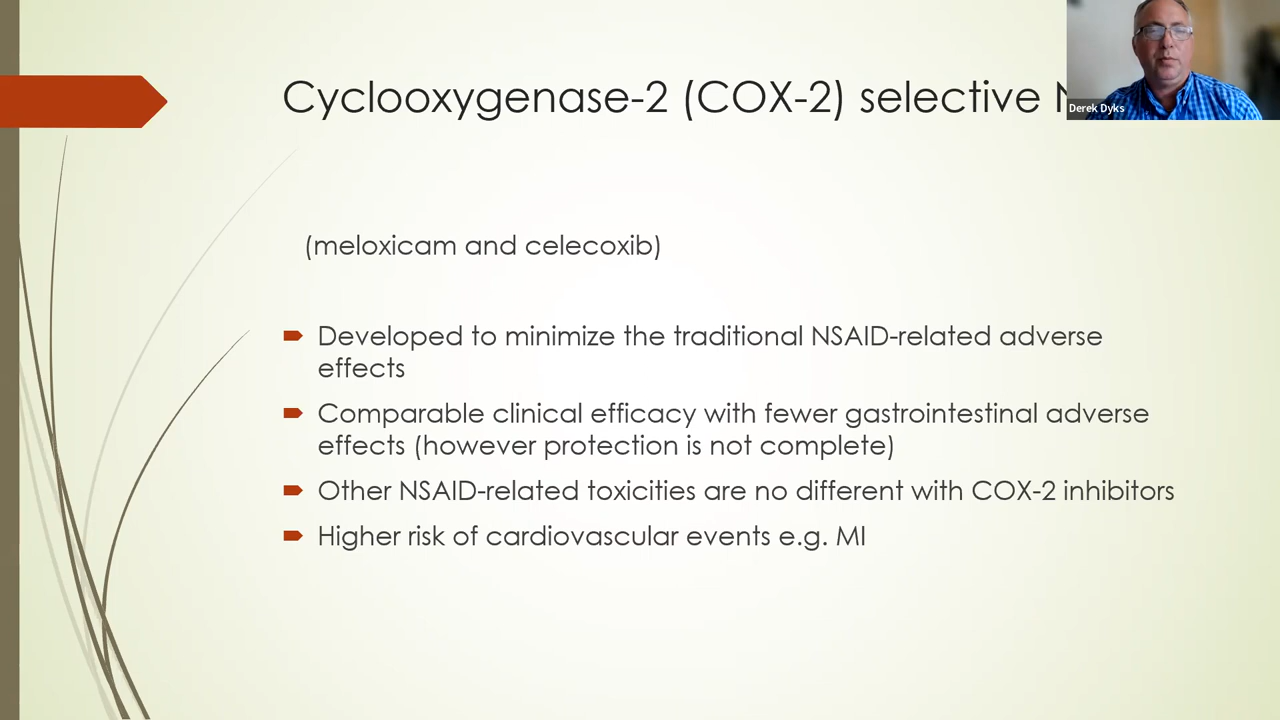 Cyclooxygenase-2 (COX-2) selective
Derek Dyks
(meloxicam and celecoxib)
Developed to minimize the traditional NSAID-related adverse
effects
Comparable clinical efficacy with fewer gastrointestinal adverse
effects (however protection is not complete)
Other NSAID-related toxicities are no different with COX-2 inhibitors
Higher risk of cardiovascular events e.g. MI